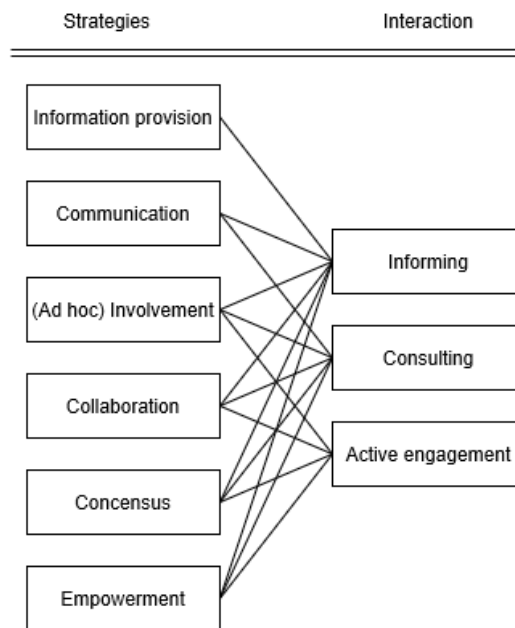 Strategies
Interaction
Information provision
Communication
(Ad hoc) Involvement
Collaboration
Concensus
Empowerment
Informing
Consulting
Active engagement